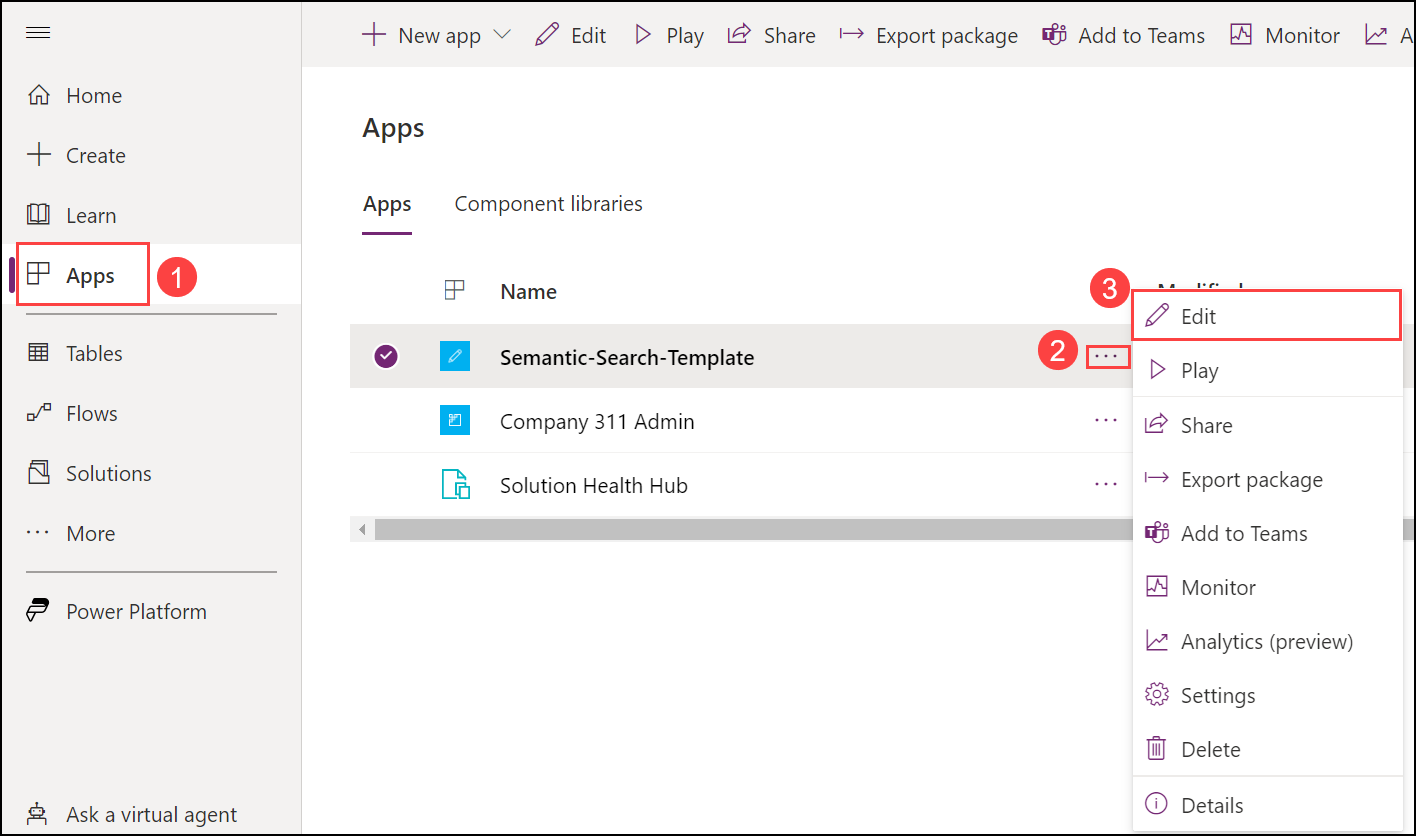 New app Edit Play Share Export package Add to Teams Monitor A
Home
Create
Learn
Apps 1
Tables
Flows
Solutions
More
Power Platform
Ask a virtual agent
Apps
Apps Component libraries
Name
Semantic-Search-Template 2
Company 311 Admin
Solution Health Hub
3 Edit
Play
Share
Export package
Add to Teams
Monitor
Analytics (preview)
Settings
Delete
Details